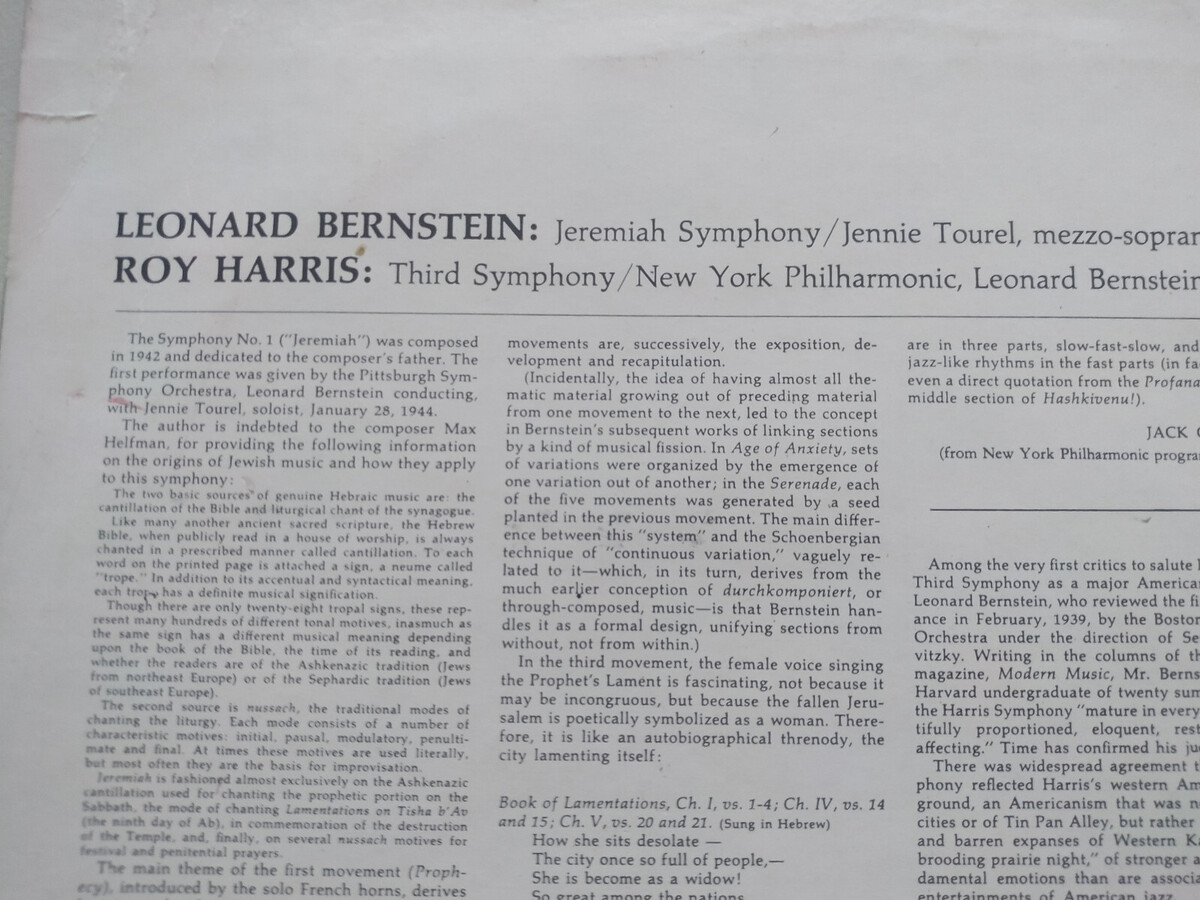 LEONARD BERNSTEIN: Jeremiah Symphony/Jennie Tourel, mezzo-sopran
ROY HARRIS: Third Symphony/New York Philharmonic, Leonard Bernstein
The Symphony No. 1 ("Jeremiah") was composed
in 1942 and dedicated to the composer's father. The
first performance was given by the Pittsburgh Sym-
phony Orchestra, Leonard Bernstein conducting,
with Jennie Tourel, soloist, January 28, 1944.
The author is indebted to the composer Max
Helfman, for providing the following information
on the origins of Jewish music and how they apply
to this symphony:
The two basic sources of genuine Hebraic music are: the
cantillation of the Bible and liturgical chant of the synagogue.
Like many another ancient sacred scripture, the Hebrew
Bible, when publicly read in a house of worship, is always
chanted in a prescribed manner called cantillation. To each
word on the printed page is attached a sign, a neume called
"trope." In addition to its accentual and syntactical meaning,
each trope has a definite musical signification.
Though there are only twenty-eight tropal signs, these rep-
resent many hundreds of different tonal motives, inasmuch as
the same sign has a different musical meaning depending
upon the book of the Bible, the time of its reading, and
whether the readers are of the Ashkenazic tradition (Jews
from northeast Europe) or of the Sephardic tradition (Jews
of southeast Europe).
The second source is nussach, the traditional modes of
chanting the liturgy. Each mode consists of a number of
characteristic motives: initial, pausal, modulatory, penulti-
mate and final. At times these motives are used literally,
but most often they are the basis for improvisation.
Jeremiah is fashioned almost exclusively on the Ashkenazic
cantillation used for chanting the prophetic portion on the
Sabbath, the mode of chanting Lamentations on Tisha b'Av
(the ninth day of Ab), in commemoration of the destruction
of the Temple, and, finally, on several nussach motives for
festival and penitential prayers.
The main theme of the first movement (Proph-
ecy), introduced by the solo French horns, derives
movements are, successively, the exposition, de-
velopment and recapitulation.
(Incidentally, the idea of having almost all the-
matic material growing out of preceding material
from one movement to the next, led to the concept
in Bernstein's subsequent works of linking sections
by a kind of musical fission. In Age of Anxiety, sets
of variations were organized by the emergence of
one variation out of another; in the Serenade, each
of the five movements was generated by a seed
planted in the previous movement. The main differ-
ence between this "system" and the Schoenbergian
technique of "continuous variation," vaguely re-
lated to it—which, in its turn, derives from the
much earlier conception of durchkomponiert, or
through-composed, music—is that Bernstein han-
dles it as a formal design, unifying sections from
without, not from within.)
In the third movement, the female voice singing
the Prophet's Lament is fascinating, not because it
may be incongruous, but because the fallen Jeru-
salem is poetically symbolized as a woman. There-
fore, it is like an autobiographical threnody, the
city lamenting itself:
Book of Lamentations, Ch. I, vs. 1-4; Ch. IV, vs. 14
and 15; Ch. V, vs. 20 and 21. (Sung in Hebrew)
How she sits desolate —
The city once so full of people,—
She is become as a widow!
So great among the nations
are in three parts, slow-fast-slow, and
jazz-like rhythms in the fast parts (in fa
even a direct quotation from the Profana
middle section of Hashkivenu!).
JACK
(from New York Philharmonic progra
Among the very first critics to salute
Third Symphony as a major America
Leonard Bernstein, who reviewed the fi
ance in February, 1939, by the Bosto
Orchestra under the direction of Se
vitzky. Writing in the columns of th
magazine, Modern Music, Mr. Berns
Harvard undergraduate of twenty sum
the Harris Symphony "mature in every
tifully proportioned, eloquent, rest
affecting." Time has confirmed his ju
There was widespread agreement t
phony reflected Harris's western Am
ground, an Americanism that was n
cities or of Tin Pan Alley, but rather
and barren expanses of Western Ka
brooding prairie night," of stronger a
damental emotions than are associa
entertainments of American jazz